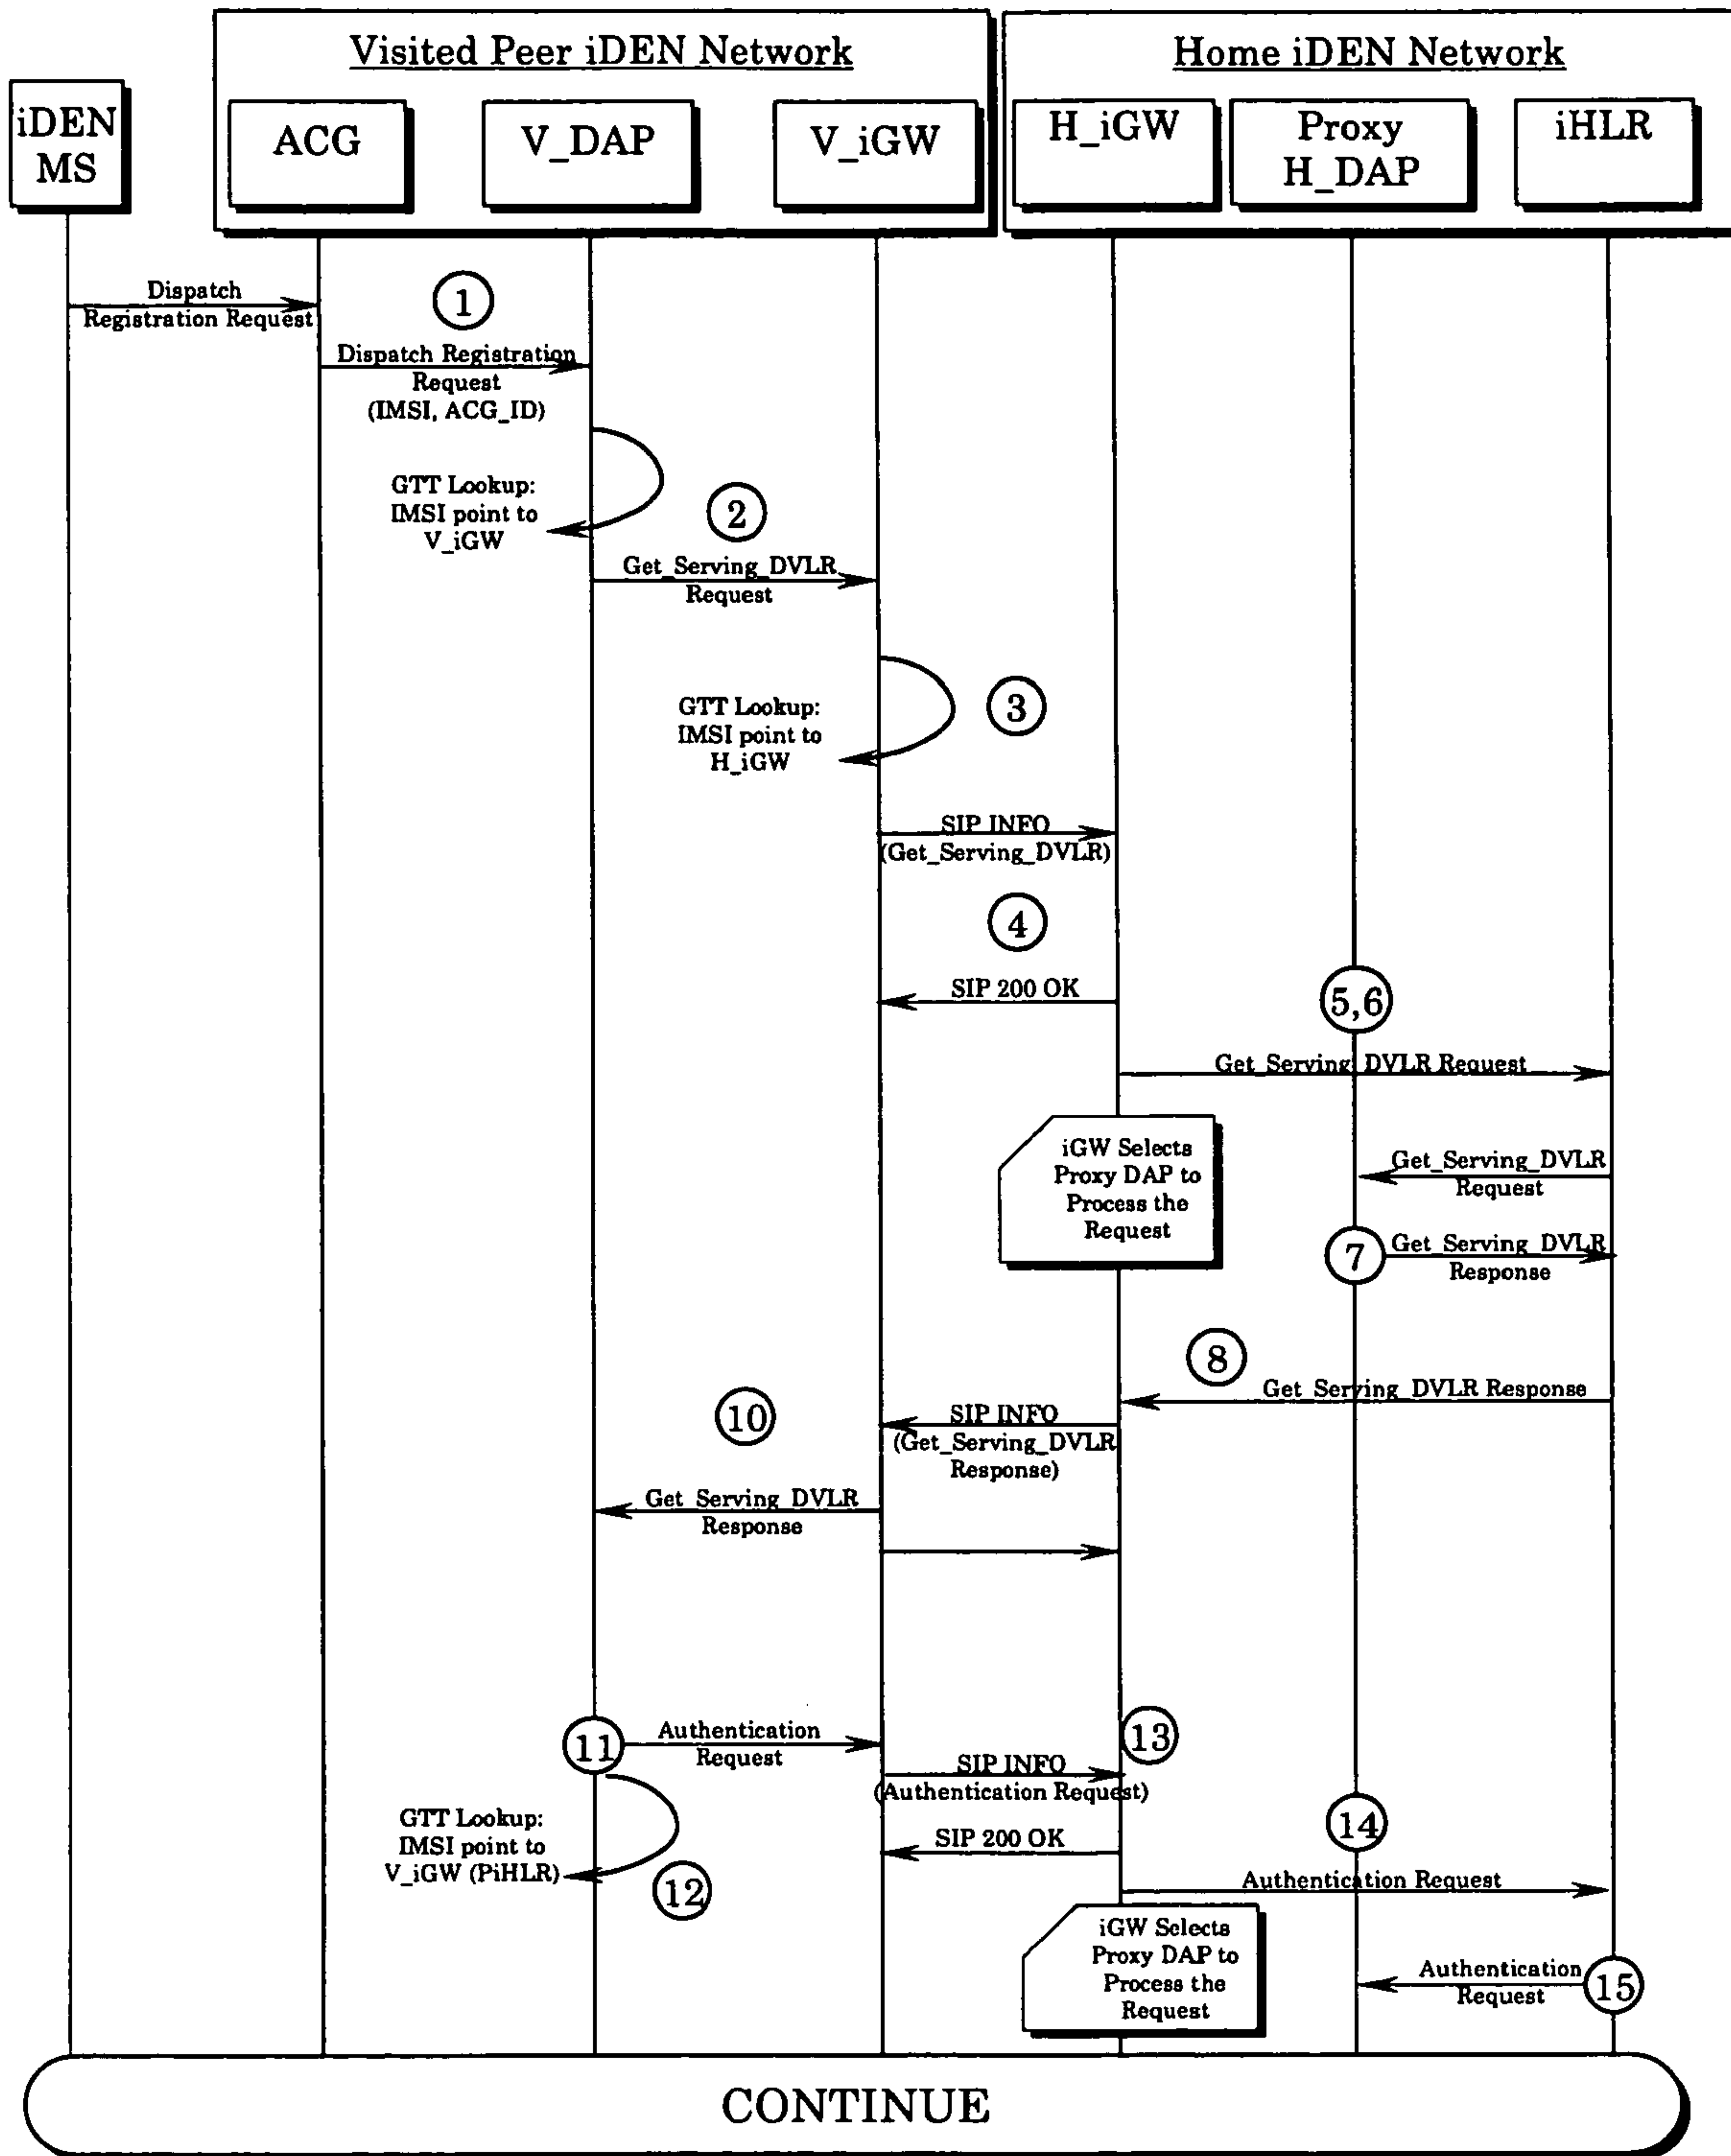 Visited Peer iDEN Network
Home iDEN Network
iDEN
MS
ACG
V_DAP
V_iGW
H_iGW
Proxy
H_DAP
iHLR
Dispatch
Registration Request
1
Dispatch Registration
Request
(IMSI, ACG_ID)
GTT Lookup:
IMSI point to
V_iGW
2
Get_Serving_DVLR
Request
GTT Lookup:
IMSI point to
H_iGW
3
SIP INFO
(Get_Serving_DVLR)
4
SIP 200 OK
5,6
Get_Serving_DVLR Request
iGW Selects
Proxy DAP to
Process the
Request
Get_Serving_DVLR
Request
7
Get_Serving_DVLR
Response
8
Get_Serving_DVLR Response
10
SIP INFO
(Get_Serving_DVLR
Response)
Get_Serving_DVLR
Response
11
Authentication
Request
13
SIP INFO
(Authentication Request)
GTT Lookup:
IMSI point to
V_iGW (PiHLR)
12
SIP 200 OK
14
Authentication Request
iGW Selects
Proxy DAP to
Process the
Request
Authentication
Request
15
CONTINUE